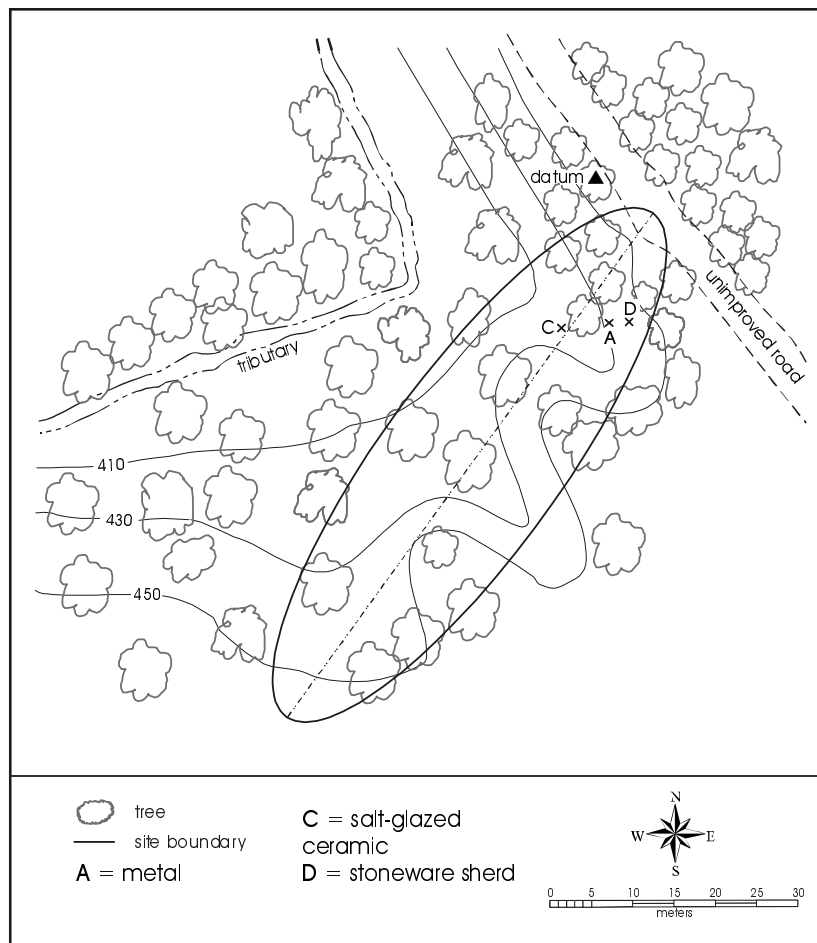 datum
unimproved road
C
D
A
tributary
410
430
450
tree
site boundary
A = metal
C = salt-glazed
ceramic
D = stoneware sherd
N
W E
S
0 5 10 15 20 25 30
meters